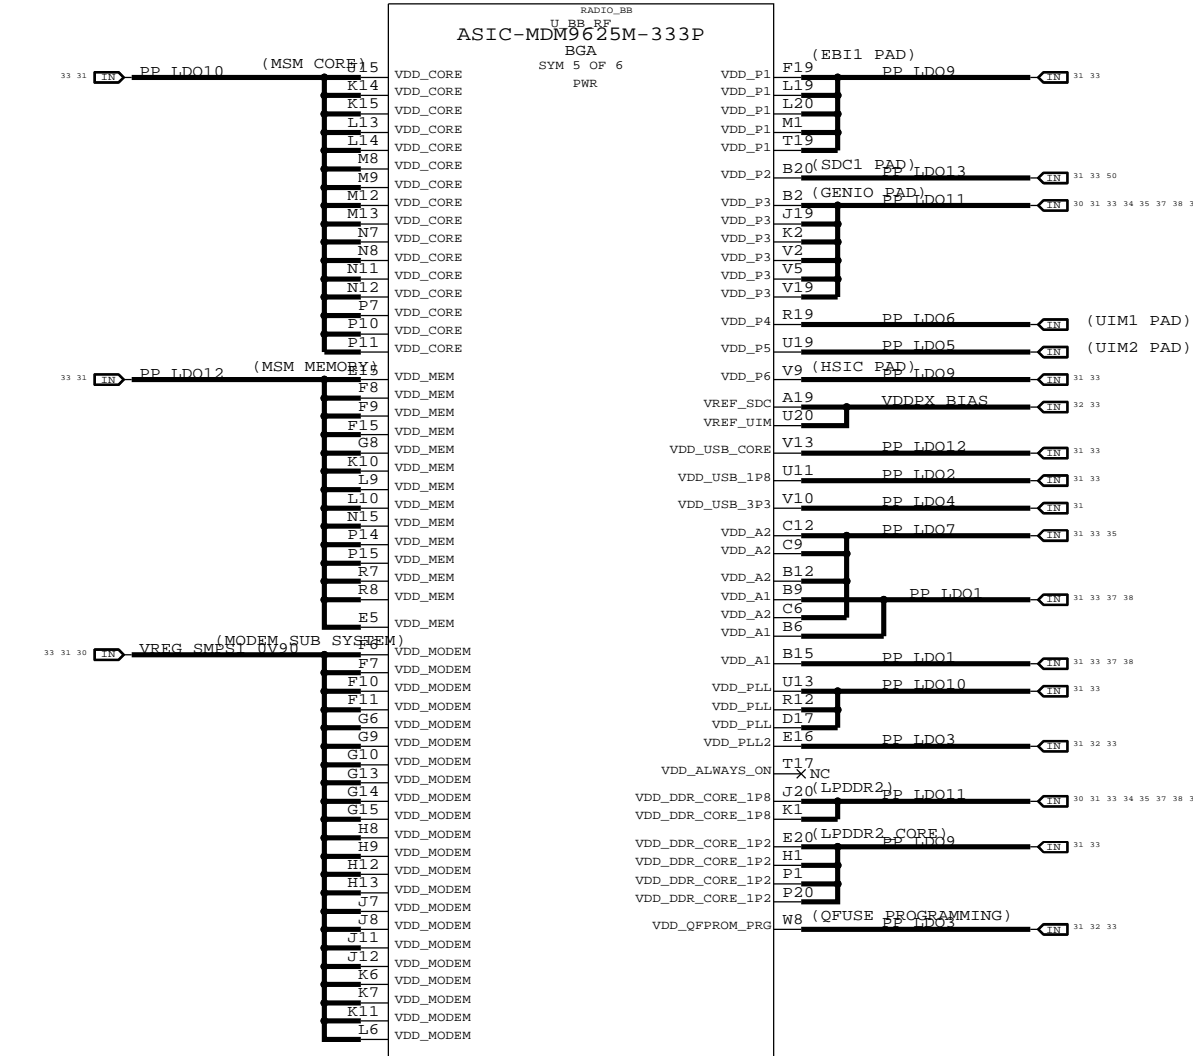 RADIO_BB
U_BB_RF
ASIC-MDM9625M-333P
BGA
SYM 5 OF 6
PWR
33 31 IN PP_LDO10 (MSM CORE) J15 VDD_CORE
K14 VDD_CORE
K15 VDD_CORE
L13 VDD_CORE
L14 VDD_CORE
M8 VDD_CORE
M9 VDD_CORE
M12 VDD_CORE
M13 VDD_CORE
N7 VDD_CORE
N8 VDD_CORE
N11 VDD_CORE
N12 VDD_CORE
P7 VDD_CORE
P10 VDD_CORE
P11 VDD_CORE
33 31 IN PP_LDO12 (MSM MEMORY) E15 VDD_MEM
F8 VDD_MEM
F9 VDD_MEM
F15 VDD_MEM
G8 VDD_MEM
K10 VDD_MEM
L9 VDD_MEM
L10 VDD_MEM
N15 VDD_MEM
P14 VDD_MEM
P15 VDD_MEM
R7 VDD_MEM
R8 VDD_MEM
E5 VDD_MEM
33 31 30 IN VREG_SMPS1_0V90 (MODEM SUB SYSTEM) F6 VDD_MODEM
F7 VDD_MODEM
F10 VDD_MODEM
F11 VDD_MODEM
G6 VDD_MODEM
G9 VDD_MODEM
G10 VDD_MODEM
G13 VDD_MODEM
G14 VDD_MODEM
G15 VDD_MODEM
H8 VDD_MODEM
H9 VDD_MODEM
H12 VDD_MODEM
H13 VDD_MODEM
J7 VDD_MODEM
J8 VDD_MODEM
J11 VDD_MODEM
J12 VDD_MODEM
K6 VDD_MODEM
K7 VDD_MODEM
K11 VDD_MODEM
L6 VDD_MODEM
VDD_P1 F19 (EBI1 PAD) PP_LDO9 IN 31 33
VDD_P1 L19
VDD_P1 L20
VDD_P1 M1
VDD_P1 T19
VDD_P2 B20 (SDC1 PAD) PP_LDO13 IN 31 33 50
VDD_P3 B2 (GENIO PAD) PP_LDO11 IN 30 31 33 34 35 37 38 3
VDD_P3 J19
VDD_P3 K2
VDD_P3 V2
VDD_P3 V5
VDD_P3 V19
VDD_P4 R19 PP_LDO6 IN (UIM1 PAD)
VDD_P5 U19 PP_LDO5 IN (UIM2 PAD)
VDD_P6 V9 (HSIC PAD) PP_LDO9 IN 31 33
VREF_SDC A19 VDDPX_BIAS IN 32 33
VREF_UIM U20
VDD_USB_CORE V13 PP_LDO12 IN 31 33
VDD_USB_1P8 U11 PP_LDO2 IN 31 33
VDD_USB_3P3 V10 PP_LDO4 IN 31
VDD_A2 C12 PP_LDO7 IN 31 33 35
VDD_A2 C9
VDD_A2 B12
VDD_A1 B9 PP_LDO1 IN 31 33 37 38
VDD_A2 C6
VDD_A1 B6
VDD_A1 B15 PP_LDO1 IN 31 33 37 38
VDD_PLL U13 PP_LDO10 IN 31 33
VDD_PLL R12
VDD_PLL D17
VDD_PLL2 E16 PP_LDO3 IN 31 32 33
VDD_ALWAYS_ON T17 NC
VDD_DDR_CORE_1P8 J20 (LPDDR2) PP_LDO11 IN 30 31 33 34 35 37 38 3
VDD_DDR_CORE_1P8 K1
VDD_DDR_CORE_1P2 E20 (LPDDR2 CORE) PP_LDO9 IN 31 33
VDD_DDR_CORE_1P2 H1
VDD_DDR_CORE_1P2 P1
VDD_DDR_CORE_1P2 P20
VDD_QFPROM_PRG W8 (QFUSE PROGRAMMING) PP_LDO3 IN 31 32 33